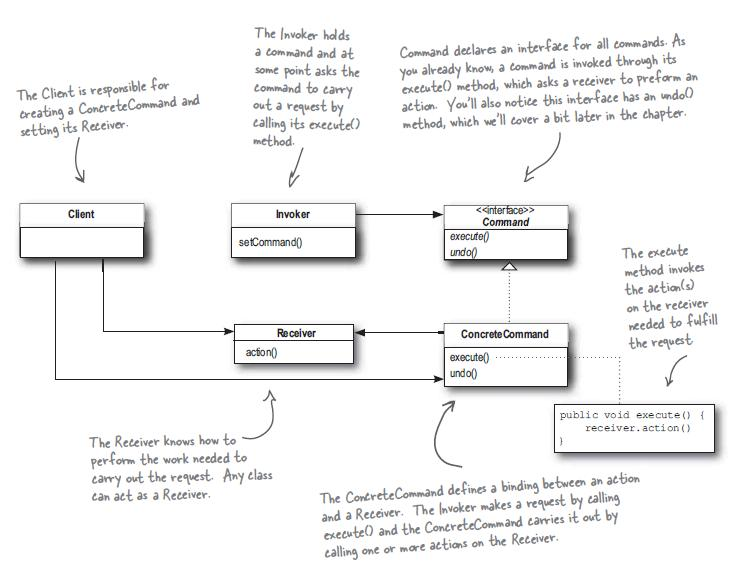 The Client is responsible for
creating a ConcreteCommand and
setting its Receiver.
The Invoker holds
a command and at
some point asks the
command to carry
out a request by
calling its execute()
method.
Command declares an interface for all commands. As
you already know, a command is invoked through its
execute() method, which asks a receiver to preform an
action. You'll also notice this interface has an undo()
method, which we'll cover a bit later in the chapter.
Client
Invoker
setCommand()
<<interface>>
Command
execute()
undo()
The execute
method invokes
the action(s)
on the receiver
needed to fulfill
the request
Receiver
action()
ConcreteCommand
execute()
undo()
public void execute() {
receiver.action()
}
The Receiver knows how to
perform the work needed to
carry out the request. Any class
can act as a Receiver.
The ConcreteCommand defines a binding between an action
and a Receiver. The Invoker makes a request by calling
execute() and the ConcreteCommand carries it out by
calling one or more actions on the Receiver.